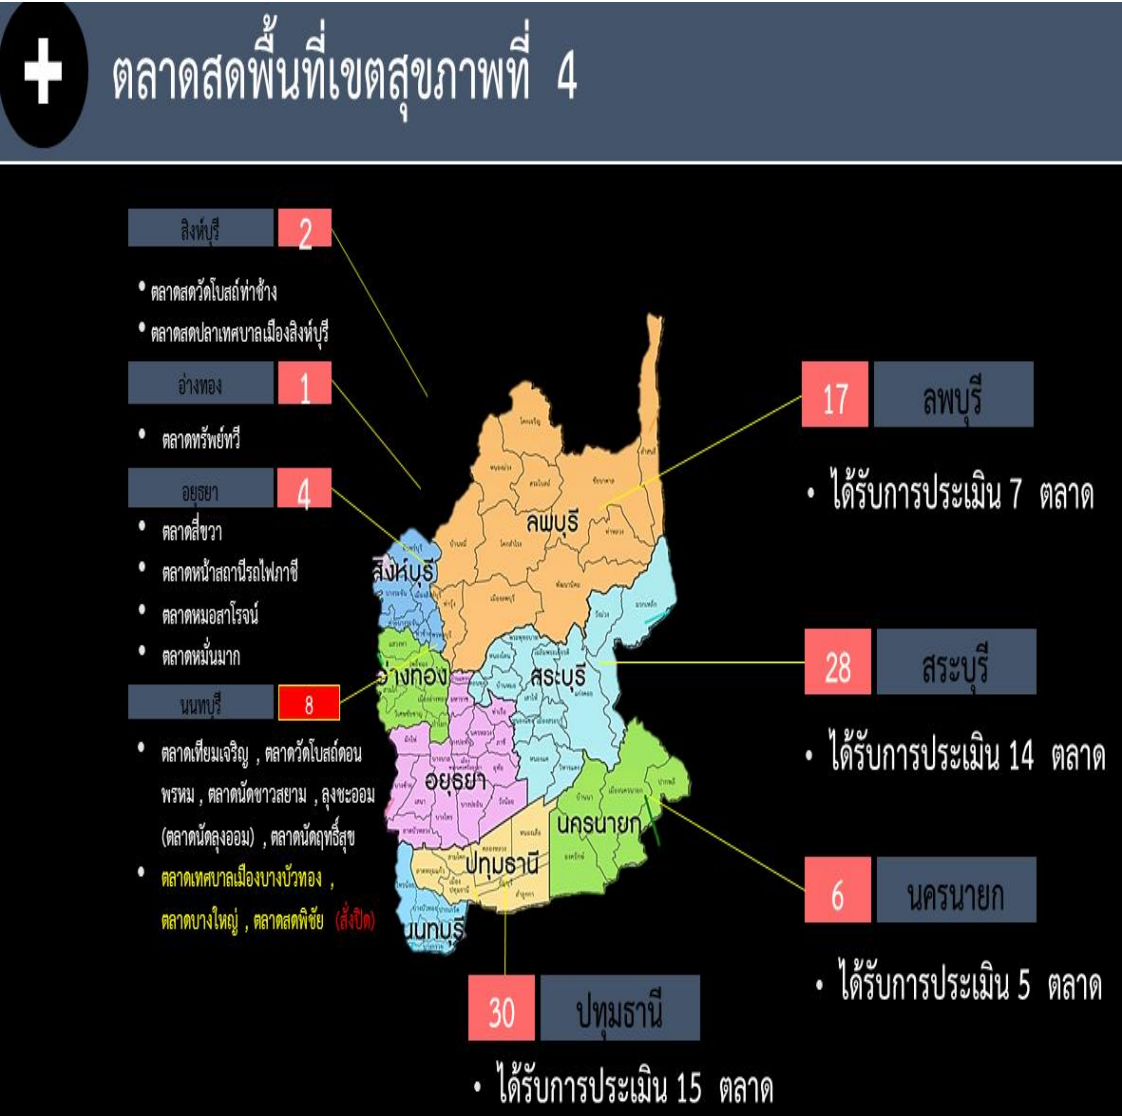 ตลาดสดพื้นที่เขตสุขภาพที่ 4
สิงห์บุรี 2
• ตลาดสดวัดโบสถ์ท่าช้าง
• ตลาดสดปลาเทศบาลเมืองสิงห์บุรี
อ่างทอง 1
• ตลาดทรัพย์ทวี
อยุธยา 4
• ตลาดสี่ขวา
• ตลาดหน้าสถานีรถไฟภาชี
• ตลาดหมอสาโรจน์
• ตลาดหมั่นมาก
นนทบุรี 8
• ตลาดเทียมเจริญ , ตลาดวัดโบสถ์ดอน
พรหม , ตลาดนัดชาวสยาม , ลุงชะออม
(ตลาดนัดลุงออม) , ตลาดนัดฤทธิ์สุข
• ตลาดเทศบาลเมืองบางบัวทอง ,
ตลาดบางใหญ่ , ตลาดสดพิชัย (สั่งปิด)
ลพบุรี
สิงห์บุรี
อ่างทอง
สระบุรี
อยุธยา
นครนายก
ปทุมธานี
นนทบุรี
17 ลพบุรี
• ได้รับการประเมิน 7 ตลาด
28 สระบุรี
• ได้รับการประเมิน 14 ตลาด
6 นครนายก
• ได้รับการประเมิน 5 ตลาด
30 ปทุมธานี
• ได้รับการประเมิน 15 ตลาด